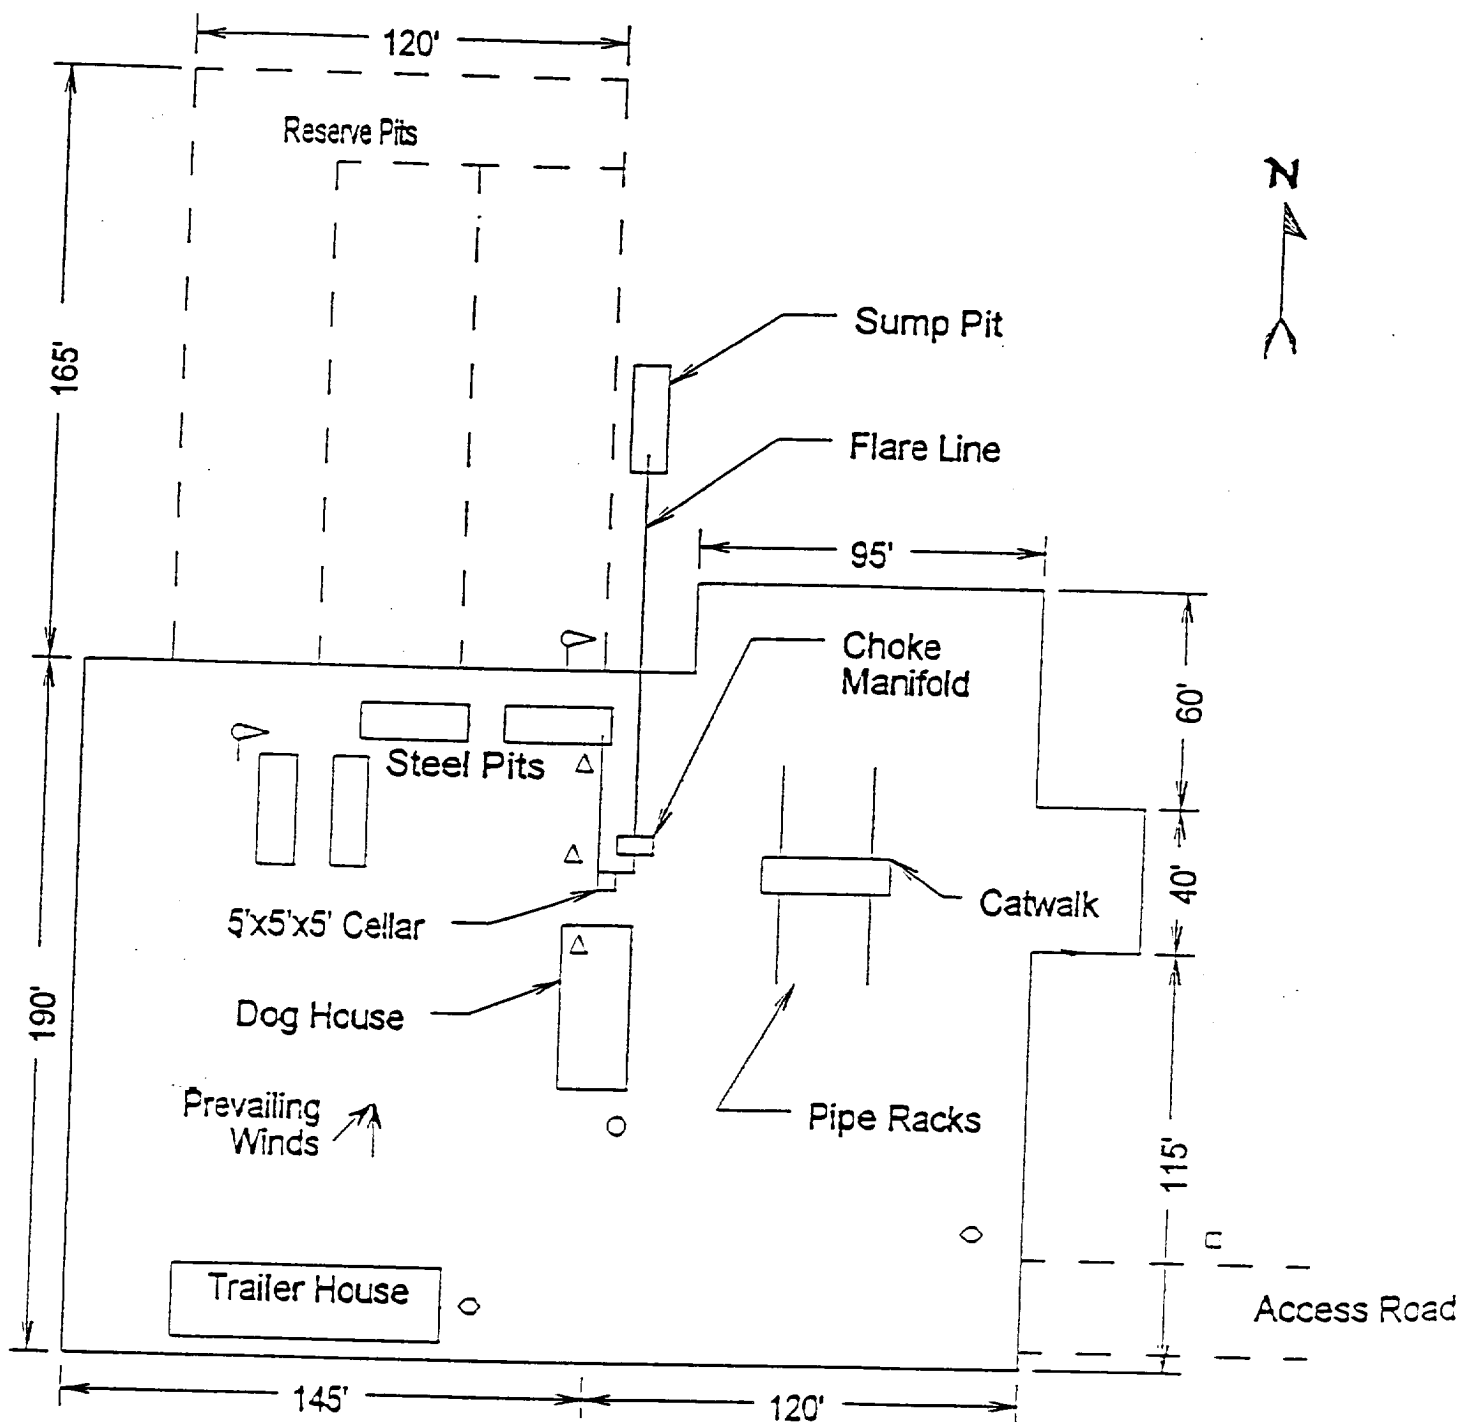 120'
Reserve Pits
N
165'
Sump Pit
Flare Line
95'
Choke
Manifold
60'
Steel Pits
40'
Catwalk
5'x5'x5' Cellar
190'
Dog House
Prevailing
Winds
Pipe Racks
115'
Trailer House
Access Road
145'
120'